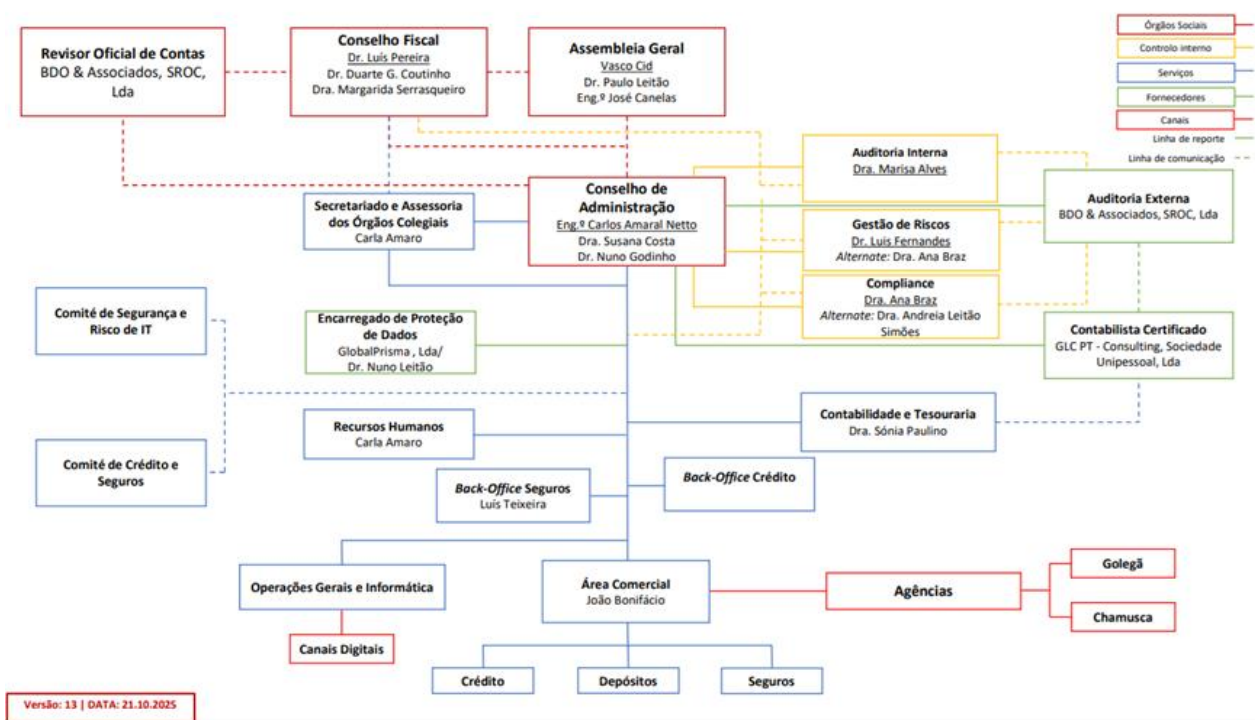 Revisor Oficial de Contas
BDO & Associados, SROC,
Lda
Conselho Fiscal
Dr. Luís Pereira
Dr. Duarte G. Coutinho
Dra. Margarida Serrasqueiro
Assembleia Geral
Vasco Cid
Dr. Paulo Leitão
Eng.º José Canelas
Órgãos Sociais
Controlo interno
Serviços
Fornecedores
Canais
Linha de reporte
Linha de comunicação
Auditoria Interna
Dra. Marisa Alves
Auditoria Externa
BDO & Associados, SROC, Lda
Secretariado e Assessoria
dos Órgãos Colegiais
Carla Amaro
Conselho de
Administração
Eng.º Carlos Amaral Netto
Dra. Susana Costa
Dr. Nuno Godinho
Gestão de Riscos
Dr. Luis Fernandes
Alternate: Dra. Ana Braz
Compliance
Dra. Ana Braz
Alternate: Dra. Andreia Leitão
Simões
Comité de Segurança e
Risco de IT
Encarregado de Proteção
de Dados
GlobalPrisma , Lda/
Dr. Nuno Leitão
Contabilista Certificado
GLC PT - Consulting, Sociedade
Unipessoal, Lda
Recursos Humanos
Carla Amaro
Contabilidade e Tesouraria
Dra. Sónia Paulino
Comité de Crédito e
Seguros
Back-Office Seguros
Luís Teixeira
Back-Office Crédito
Operações Gerais e Informática
Área Comercial
João Bonifácio
Agências
Golegã
Chamusca
Canais Digitais
Crédito
Depósitos
Seguros
Versão: 13 | DATA: 21.10.2025